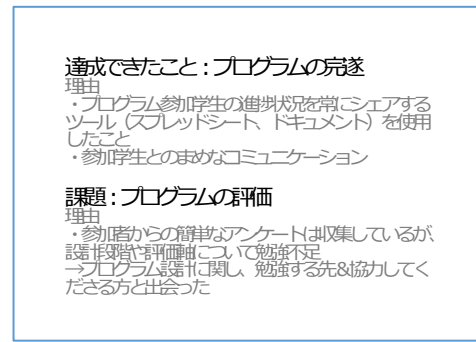 達成できたこと：プログラムの完遂
理由
・プログラム参加学生の進捗状況を常にシェアする
ツール（スプレッドシート、ドキュメント）を使用
したこと
・参加学生とのまめなコミュニケーション
課題：プログラムの評価
理由
・参加者からの簡単なアンケートは収集しているが、
設計段階や評価軸について勉強不足
→プログラム設計に関し、勉強する先&協力してく
ださる方と出会った